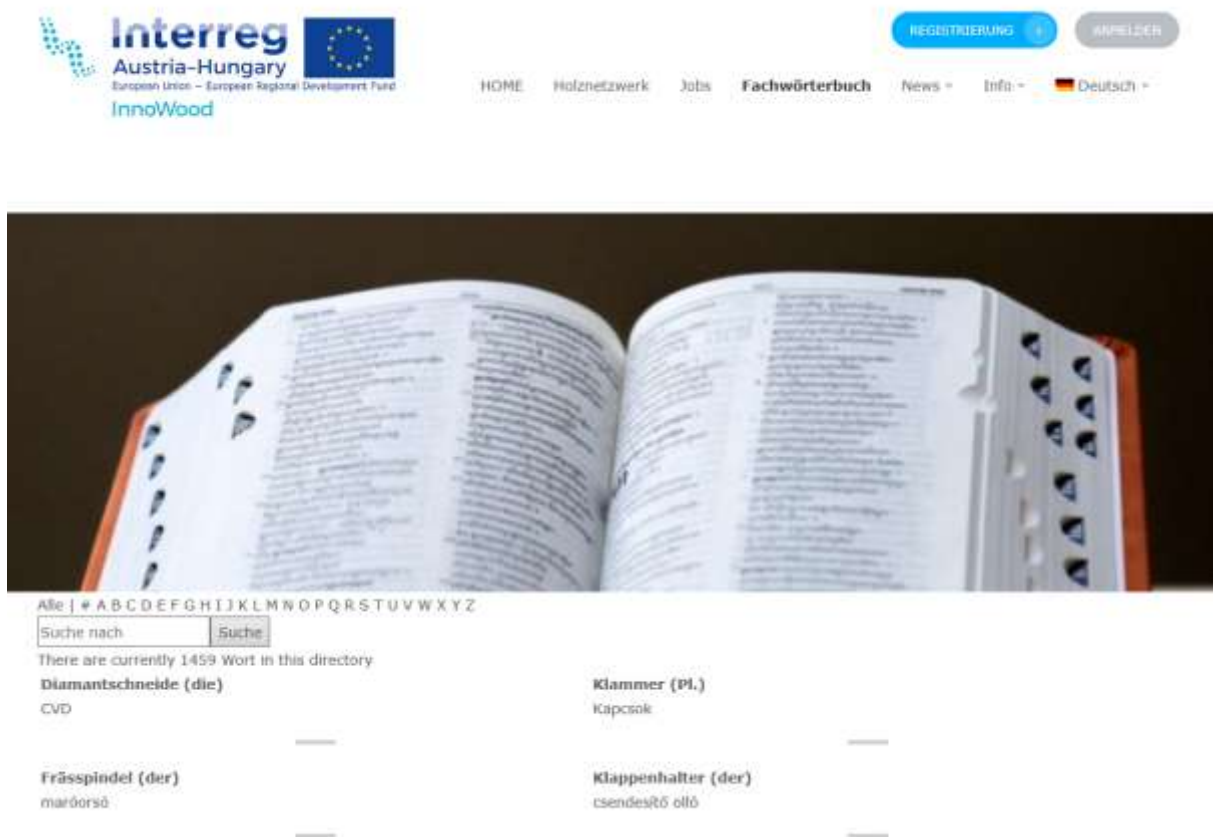 Interreg
Austria-Hungary
European Union – European Regional Development Fund
InnoWood
REGISTRIERUNG +
ANMELDEN
HOME Holznetzwerk Jobs Fachwörterbuch News Info Deutsch
Alle | # A B C D E F G H I J K L M N O P Q R S T U V W X Y Z
Suche nach Suche
There are currently 1459 Wort in this directory
Diamantschneide (die)
CVD
Klammer (Pl.)
Kapcsok
Frässpindel (der)
maróorsó
Klappenhalter (der)
csendesítő olló